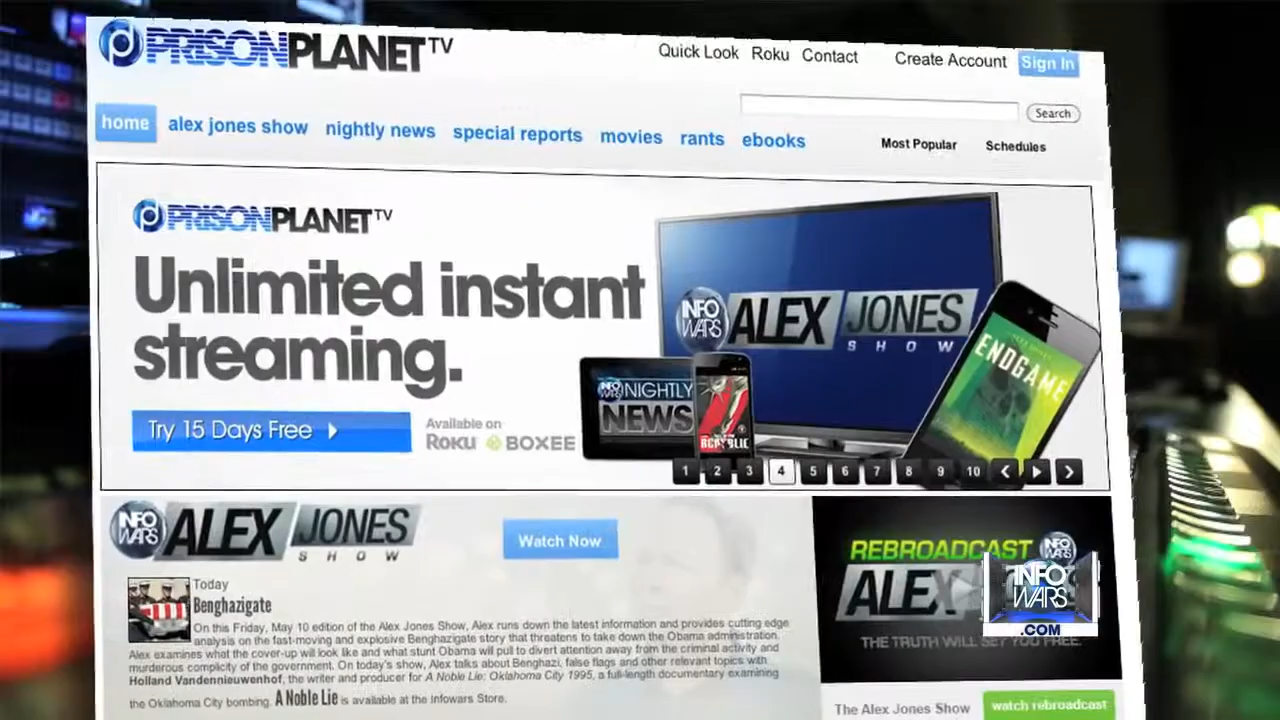 PRISONPLANET TV
Quick Look Roku Contact Create Account Sign In
Search
home alex jones show nightly news special reports movies rants ebooks
Most Popular Schedules
PRISONPLANET TV
Unlimited instant
streaming.
Try 15 Days Free
Available on
ROKU BOXEE
INFO WARS ALEX JONES
SHOW
INFO WARS NIGHTLY
NEWS
REPUBLIC
ENDGAME
1 2 3 4 5 6 7 8 9 10
INFO WARS ALEX JONES
SHOW
Watch Now
Today
Benghazigate
On this Friday, May 10 edition of the Alex Jones Show, Alex runs down the latest information and provides cutting edge
analysis on the fast-moving and explosive Benghazigate story that threatens to take down the Obama administration.
Alex examines what the cover-up will look like and what stunt Obama will pull to divert attention away from the criminal activity and
murderous complicity of the government. On today's show, Alex talks about Benghazi, false flags and other relevant topics with
Holland Vandennieuwenhof, the writer and producer for A Noble Lie: Oklahoma City 1995, a full-length documentary examining
the Oklahoma City bombing. A Noble Lie is available at the Infowars Store.
REBROADCAST INFO WARS
ALEX
THE TRUTH WILL SET YOU FREE.
INFO
WARS
.COM
The Alex Jones Show watch rebroadcast